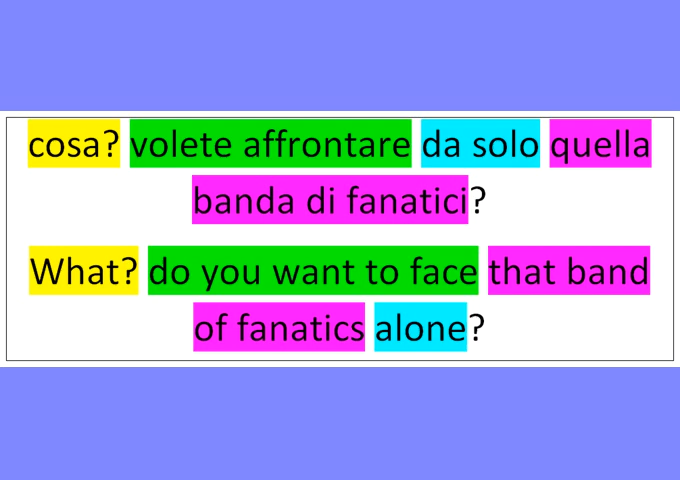 cosa? volete affrontare da solo quella
banda di fanatici?
What? do you want to face that band
of fanatics alone?